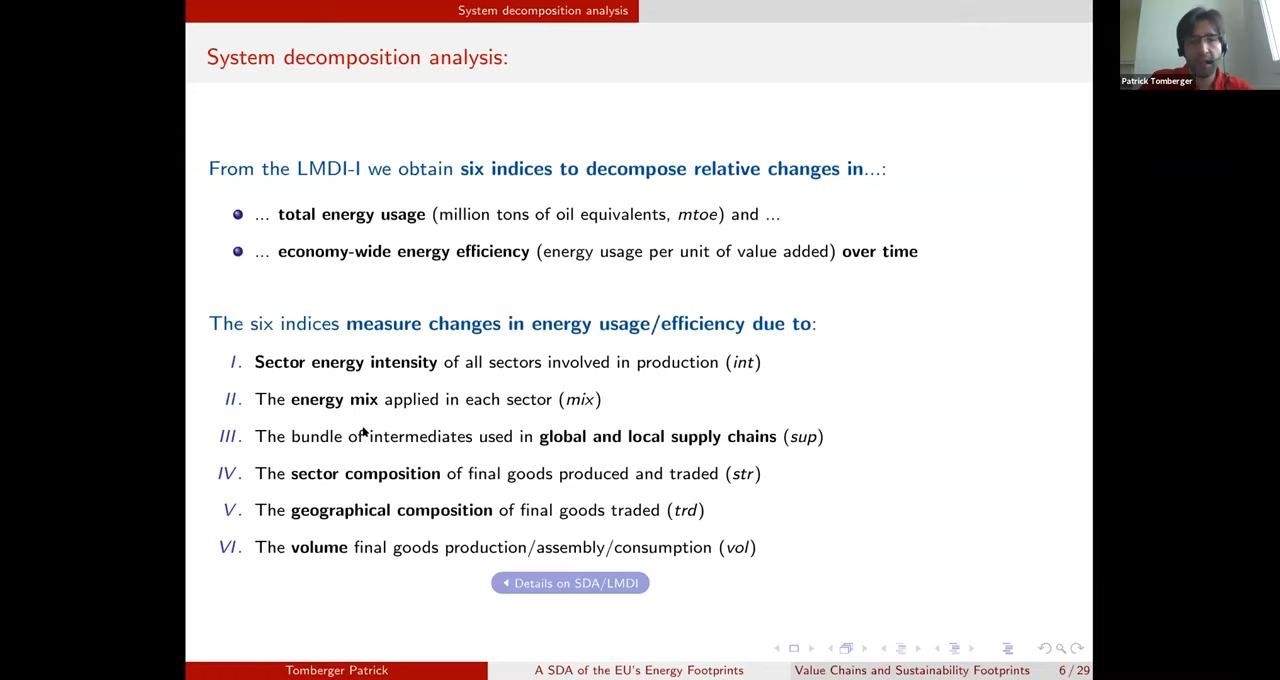 System decomposition analysis
System decomposition analysis:
Patrick Tomberger
From the LMDI-I we obtain six indices to decompose relative changes in...:
... total energy usage (million tons of oil equivalents, mtoe) and ...
... economy-wide energy efficiency (energy usage per unit of value added) over time
The six indices measure changes in energy usage/efficiency due to:
I. Sector energy intensity of all sectors involved in production (int)
II. The energy mix applied in each sector (mix)
III. The bundle of intermediates used in global and local supply chains (sup)
IV. The sector composition of final goods produced and traded (str)
V. The geographical composition of final goods traded (trd)
VI. The volume final goods production/assembly/consumption (vol)
Details on SDA/LMDI
Tomberger Patrick A SDA of the EU's Energy Footprints Value Chains and Sustainability Footprints 6 / 29